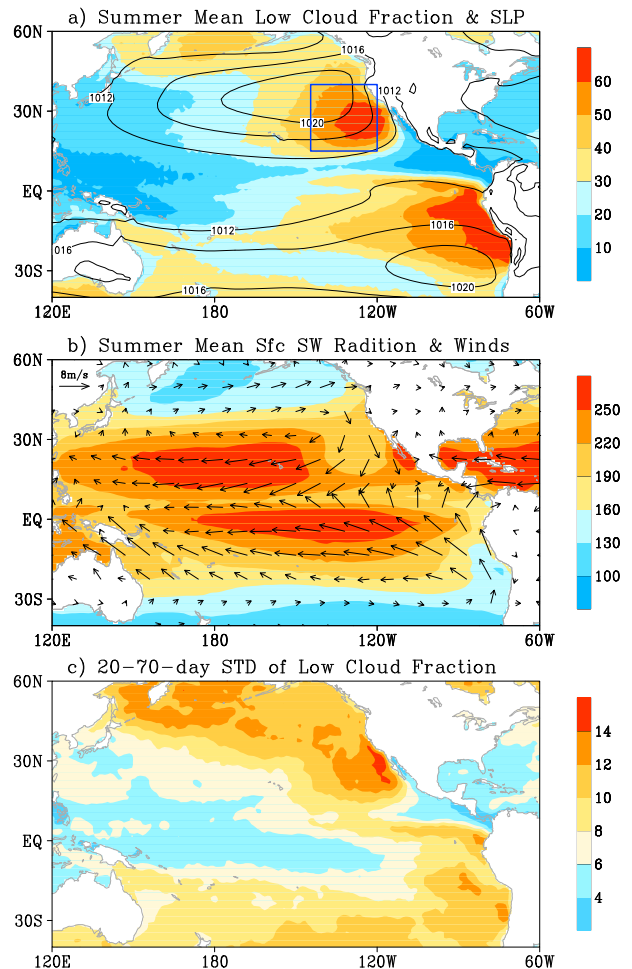 a) Summer Mean Low Cloud Fraction & SLP
60N
30N
EQ
30S
120E 180 120W 60W
1016
1012
1012
1016
1020
1012
1016
016
1020
1016
60
50
40
30
20
10
b) Summer Mean Sfc SW Radition & Winds
60N
8m/s
30N
EQ
30S
120E 180 120W 60W
250
220
190
160
130
100
c) 20-70-day STD of Low Cloud Fraction
60N
30N
EQ
30S
120E 180 120W 60W
14
12
10
8
6
4